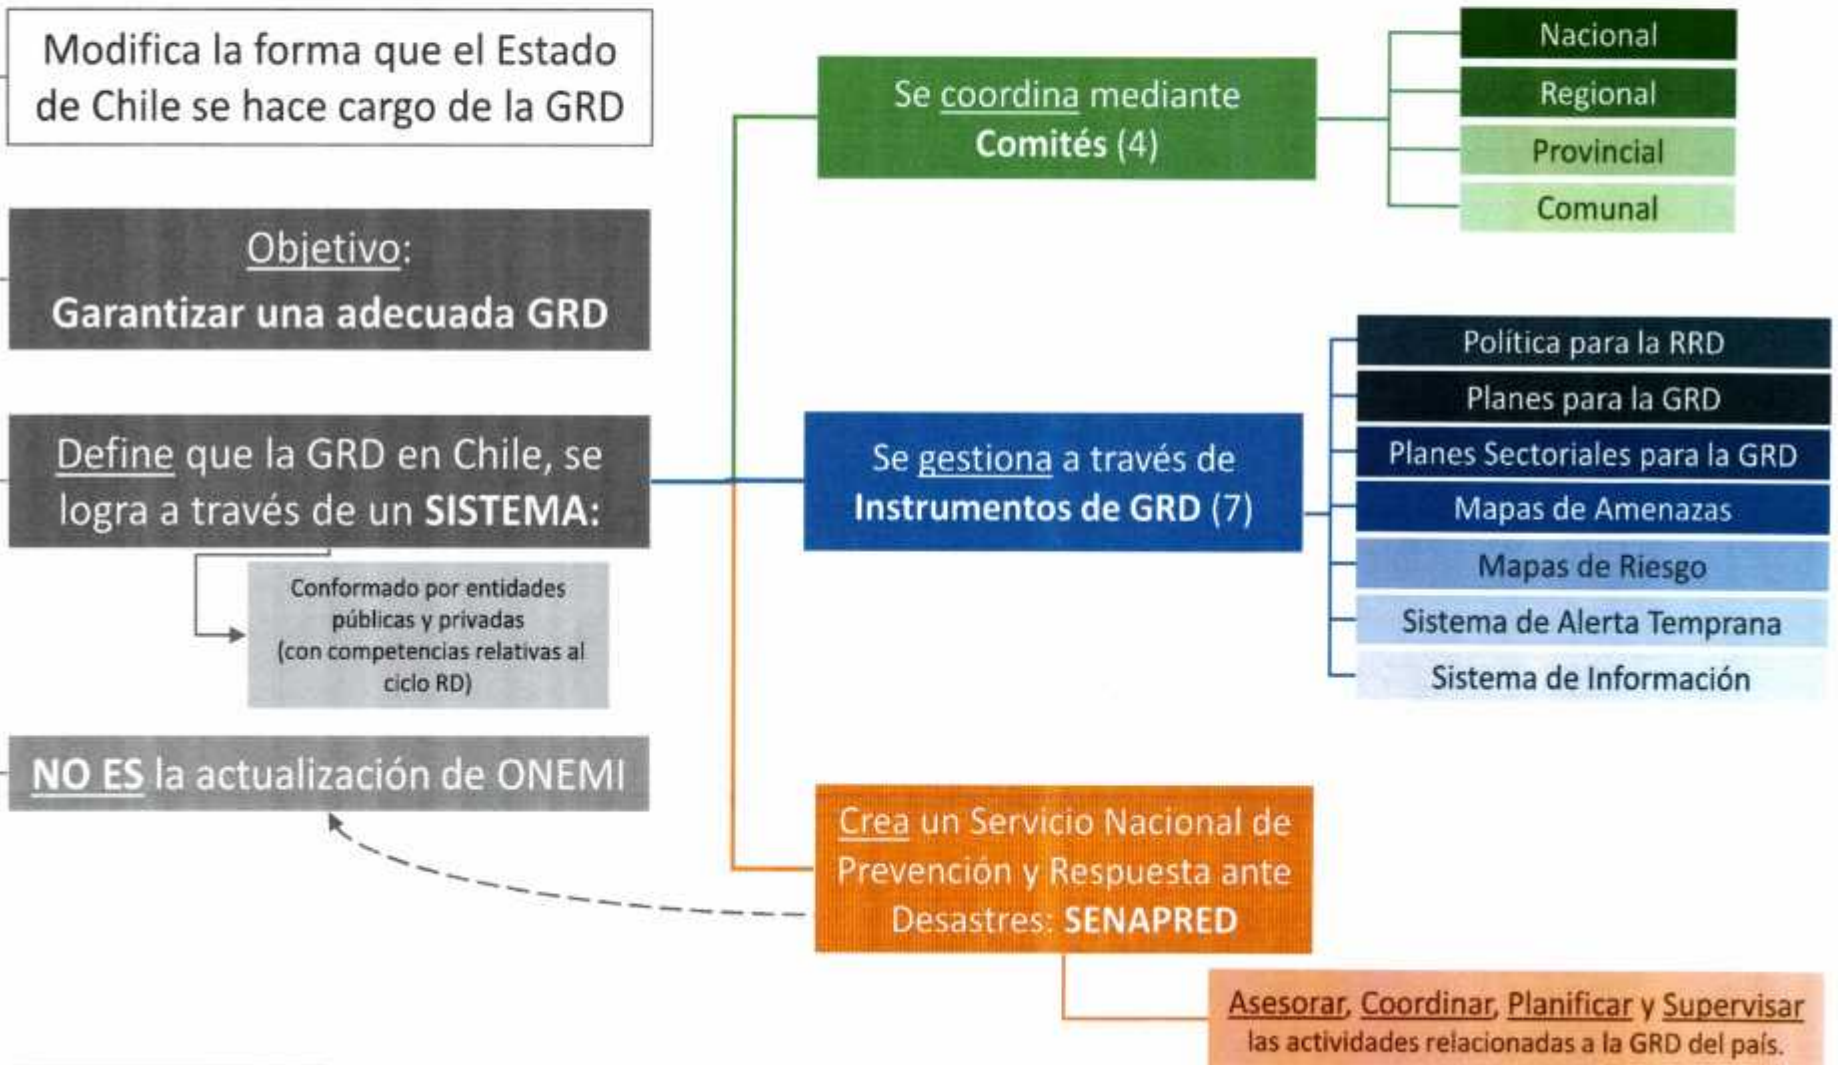 Modifica la forma que el Estado
de Chile se hace cargo de la GRD
Objetivo:
Garantizar una adecuada GRD
Define que la GRD en Chile, se
logra a través de un SISTEMA:
Conformado por entidades
públicas y privadas
(con competencias relativas al
ciclo RD)
NO ES la actualización de ONEMI
Se coordina mediante
Comités (4)
Nacional
Regional
Provincial
Comunal
Se gestiona a través de
Instrumentos de GRD (7)
Política para la RRD
Planes para la GRD
Planes Sectoriales para la GRD
Mapas de Amenazas
Mapas de Riesgo
Sistema de Alerta Temprana
Sistema de Información
Crea un Servicio Nacional de
Prevención y Respuesta ante
Desastres: SENAPRED
Asesorar, Coordinar, Planificar y Supervisar
las actividades relacionadas a la GRD del país.